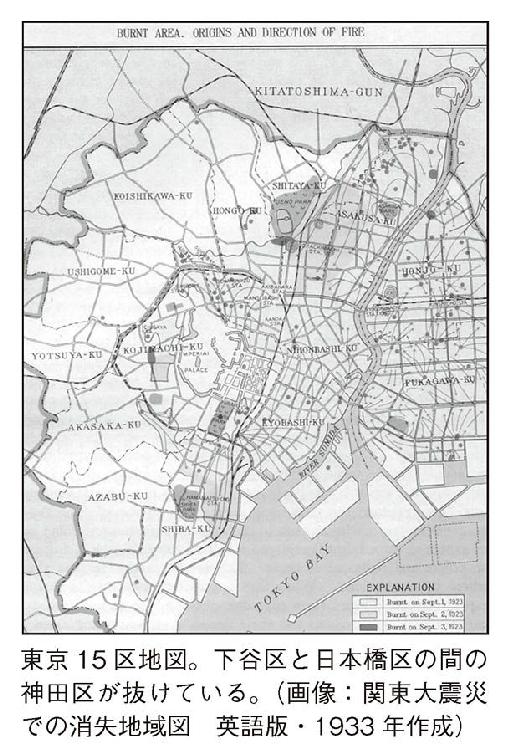 BURNT AREA, ORIGINS AND DIRECTION OF FIRE
KITATOSHIMA-GUN
SHITAYA-KU
UENO PARK
KOISHIKAWA-KU
HONGO-KU
ASAKUSA-KU
USHIGOME-KU
HONJO-KU
YOTSUYA-KU
KOJIMACHI-KU
IMPERIAL
PALACE
NIHONBASHI-KU
FUKAGAWA-KU
AKASAKA-KU
KYOBASHI-KU
RIVER SUMIDA
AZABU-KU
SHIBA-KU
TOKYO BAY
EXPLANATION
Burnt on Sept. 1, 1923
Burnt on Sept. 2, 1923
Burnt on Sept. 3, 1923
東京15区地図。下谷区と日本橋区の間の
神田区が抜けている。(画像：関東大震災
での消失地域図　英語版・1933年作成)